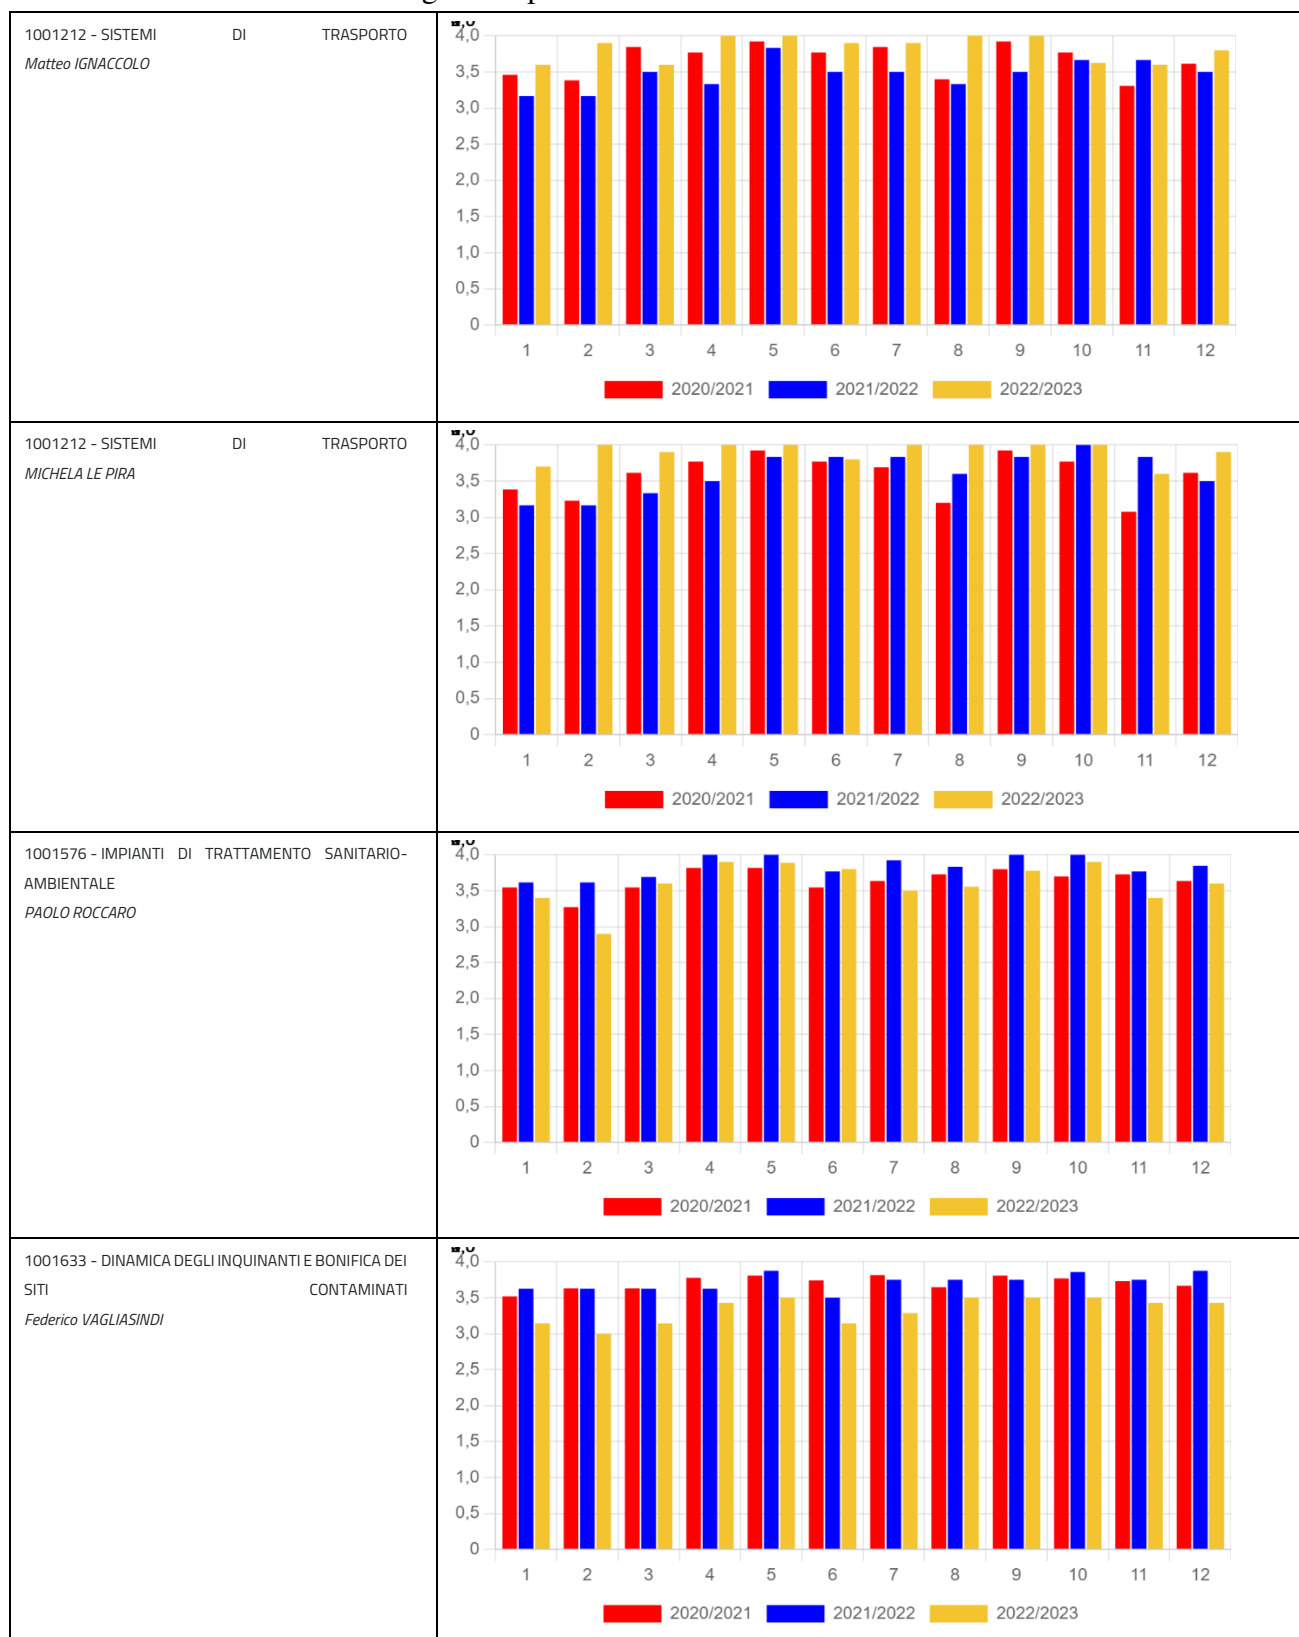 1001212 - SISTEMI DI TRASPORTO
Matteo IGNACCOLO
4,0
3,5
3,0
2,5
2,0
1,5
1,0
0,5
0
1 2 3 4 5 6 7 8 9 10 11 12
2020/2021 2021/2022 2022/2023
1001212 - SISTEMI DI TRASPORTO
MICHELA LE PIRA
4,0
3,5
3,0
2,5
2,0
1,5
1,0
0,5
0
1 2 3 4 5 6 7 8 9 10 11 12
2020/2021 2021/2022 2022/2023
1001576 - IMPIANTI DI TRATTAMENTO SANITARIO-
AMBIENTALE
PAOLO ROCCARO
4,0
3,5
3,0
2,5
2,0
1,5
1,0
0,5
0
1 2 3 4 5 6 7 8 9 10 11 12
2020/2021 2021/2022 2022/2023
1001633 - DINAMICA DEGLI INQUINANTI E BONIFICA DEI
SITI CONTAMINATI
Federico VAGLIASINDI
4,0
3,5
3,0
2,5
2,0
1,5
1,0
0,5
0
1 2 3 4 5 6 7 8 9 10 11 12
2020/2021 2021/2022 2022/2023